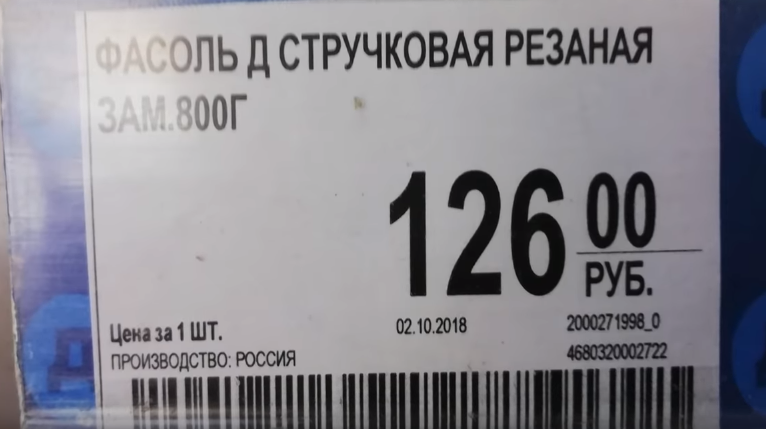 ФАСОЛЬ Д СТРУЧКОВАЯ РЕЗАНАЯ
ЗАМ.800Г
126 00
РУБ.
Цена за 1 ШТ.
02.10.2018
2000271998_0
ПРОИЗВОДСТВО: РОССИЯ
4680320002722